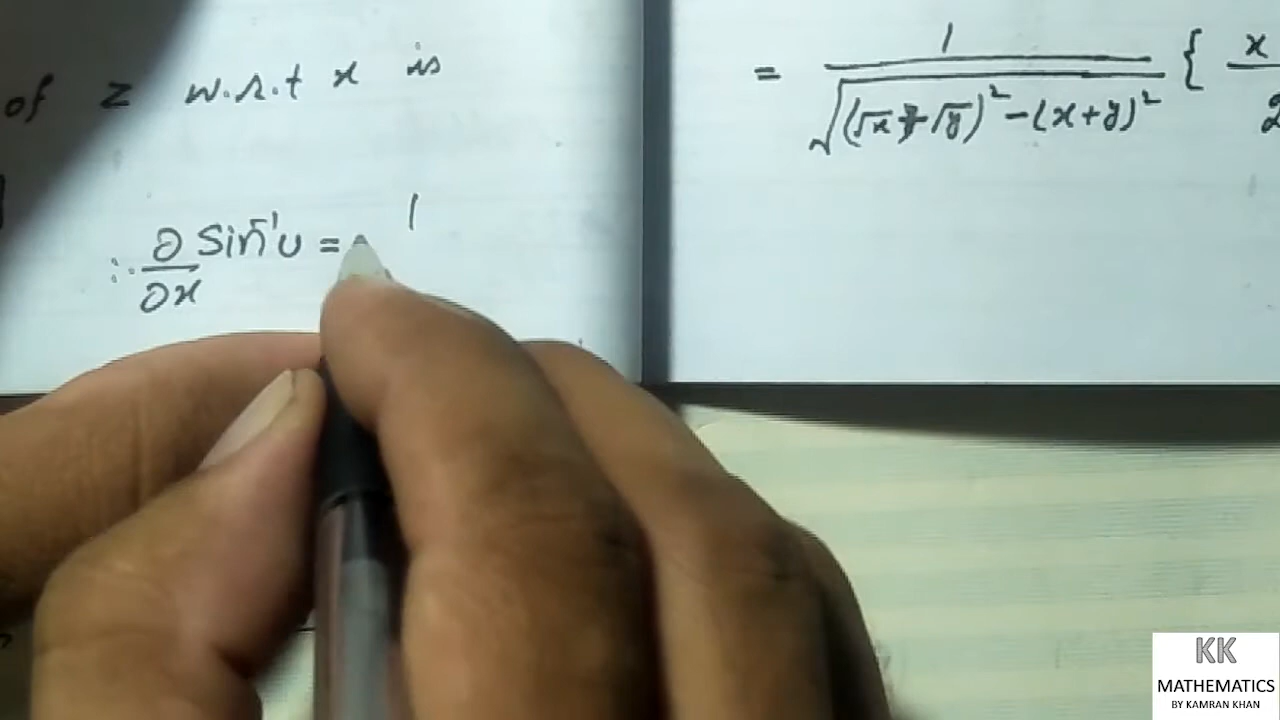 of z w.r.t x is
∴ ∂/∂x Sin⁻¹u = 1
= 1/√((√x+√y)² - (x+y)²) { x/2
KK
MATHEMATICS
BY KAMRAN KHAN